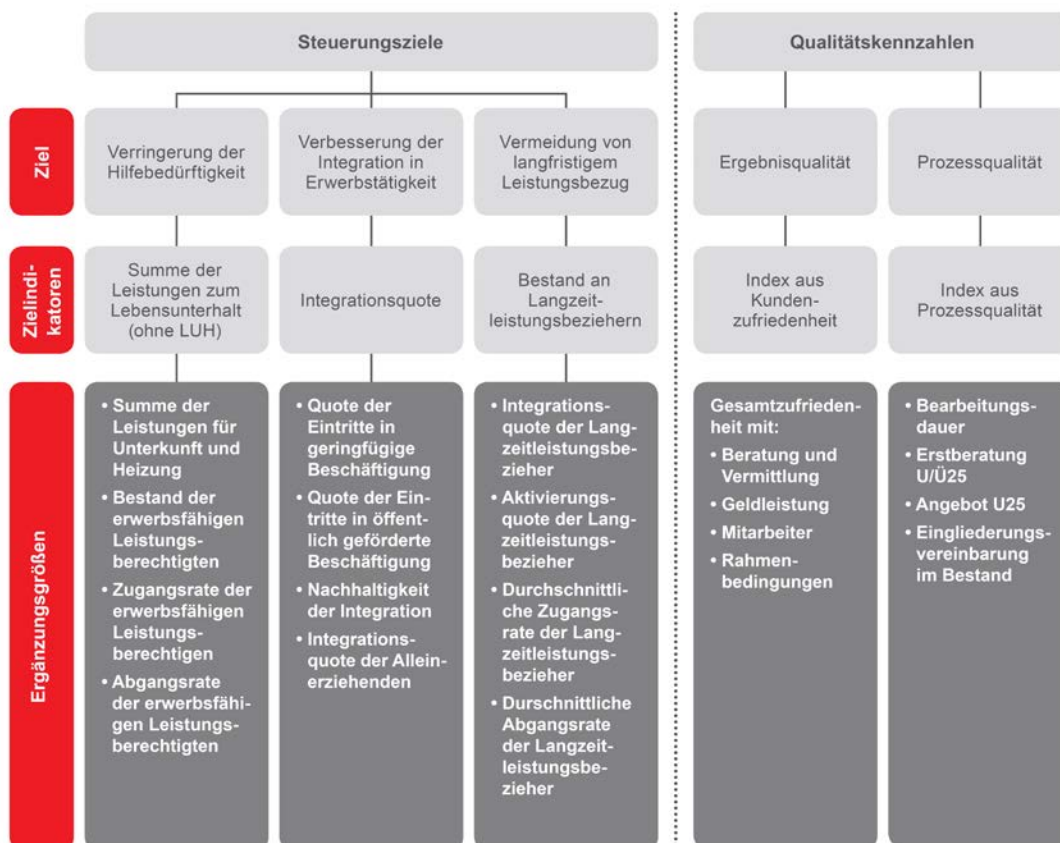 Steuerungsziele
Qualitätskennzahlen
Ziel
Verringerung der
Hilfebedürftigkeit
Verbesserung der
Integration in
Erwerbstätigkeit
Vermeidung von
langfristigem
Leistungsbezug
Ergebnisqualität
Prozessqualität
Zielindi-
katoren
Summe der
Leistungen zum
Lebensunterhalt
(ohne LUH)
Integrationsquote
Bestand an
Langzeit-
leistungsbeziehern
Index aus
Kunden-
zufriedenheit
Index aus
Prozessqualität
Ergänzungsgrößen
• Summe der
Leistungen für
Unterkunft und
Heizung
• Bestand der
erwerbsfähigen
Leistungs-
berechtigten
• Zugangsrate der
erwerbsfähigen
Leistungs-
berechtigen
• Abgangsrate
der erwerbsfähi-
gen Leistungs-
berechtigten
• Quote der
Eintritte in
geringfügige
Beschäftigung
• Quote der Ein-
tritte in öffent-
lich geförderte
Beschäftigung
• Nachhaltigkeit
der Integration
• Integrations-
quote der Allein-
erziehenden
• Integrations-
quote der Lang-
zeitleistungsbe-
zieher
• Aktivierungs-
quote der Lang-
zeitleistungs-
bezieher
• Durchschnitt-
liche Zugangs-
rate der Lang-
zeitleistungs-
bezieher
• Durschnittliche
Abgangsrate
der Langzeit-
leistungsbe-
zieher
Gesamtzufrieden-
heit mit:
• Beratung und
Vermittlung
• Geldleistung
• Mitarbeiter
• Rahmen-
bedingungen
• Bearbeitungs-
dauer
• Erstberatung
U/Ü25
• Angebot U25
• Eingliederungs-
vereinbarung
im Bestand